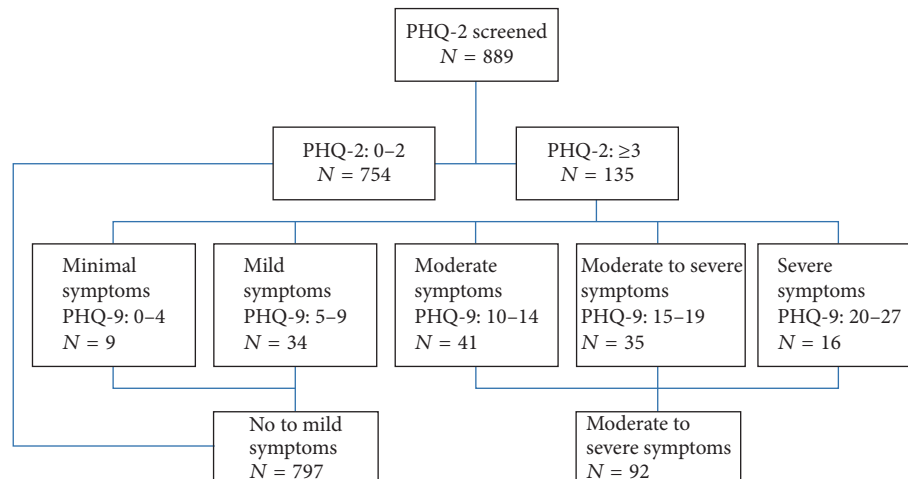 PHQ-2 screened
N = 889
PHQ-2: 0–2
N = 754
PHQ-2: ≥3
N = 135
Minimal
symptoms
PHQ-9: 0–4
N = 9
Mild
symptoms
PHQ-9: 5–9
N = 34
Moderate
symptoms
PHQ-9: 10–14
N = 41
Moderate to severe
symptoms
PHQ-9: 15–19
N = 35
Severe
symptoms
PHQ-9: 20–27
N = 16
No to mild
symptoms
N = 797
Moderate to
severe symptoms
N = 92